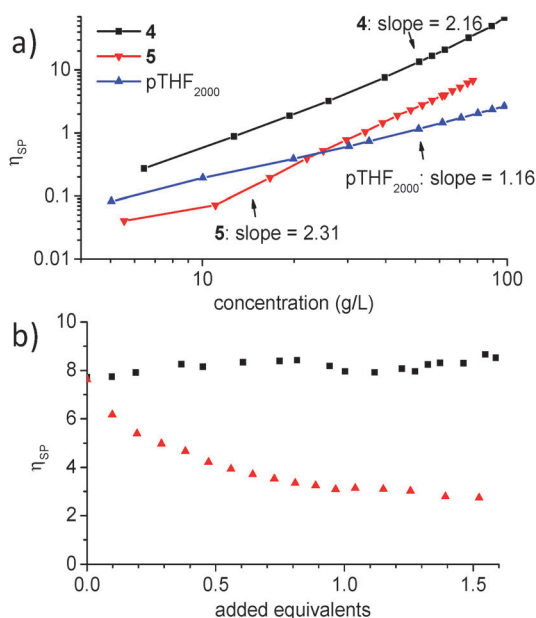 a)
4
5
pTHF2000
4: slope = 2.16
pTHF2000: slope = 1.16
5: slope = 2.31
ηSP
10
1
0.1
0.01
10
100
concentration (g/L)
b)
ηSP
10
8
6
4
2
0
0.0
0.5
1.0
1.5
added equivalents